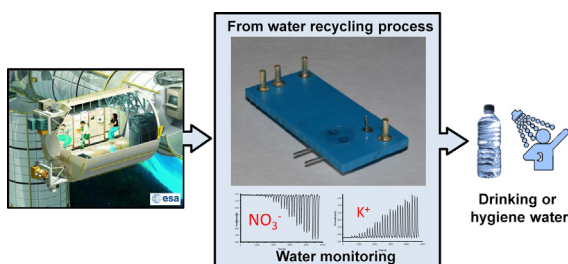 From water recycling process
esa
NO3-
K+
Water monitoring
Drinking or
hygiene water